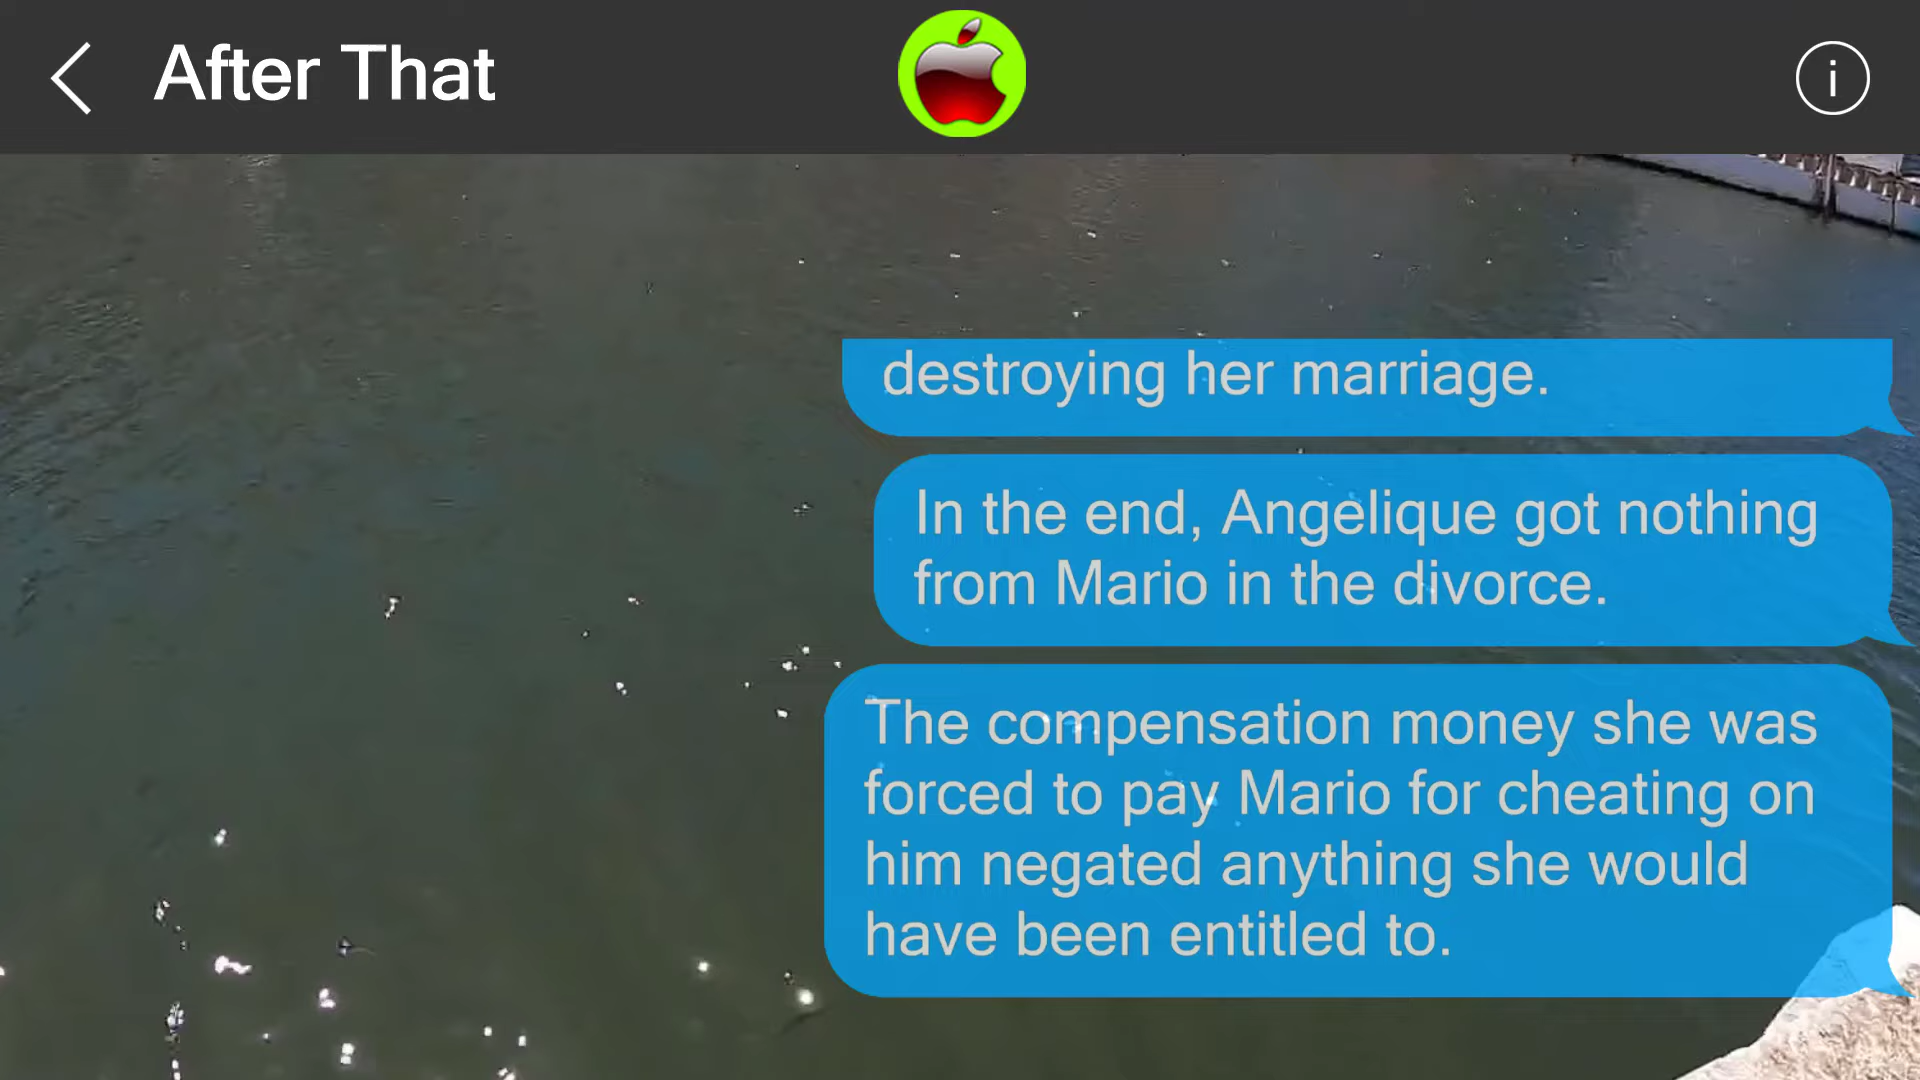 After That
destroying her marriage.
In the end, Angelique got nothing
from Mario in the divorce.
The compensation money she was
forced to pay Mario for cheating on
him negated anything she would
have been entitled to.